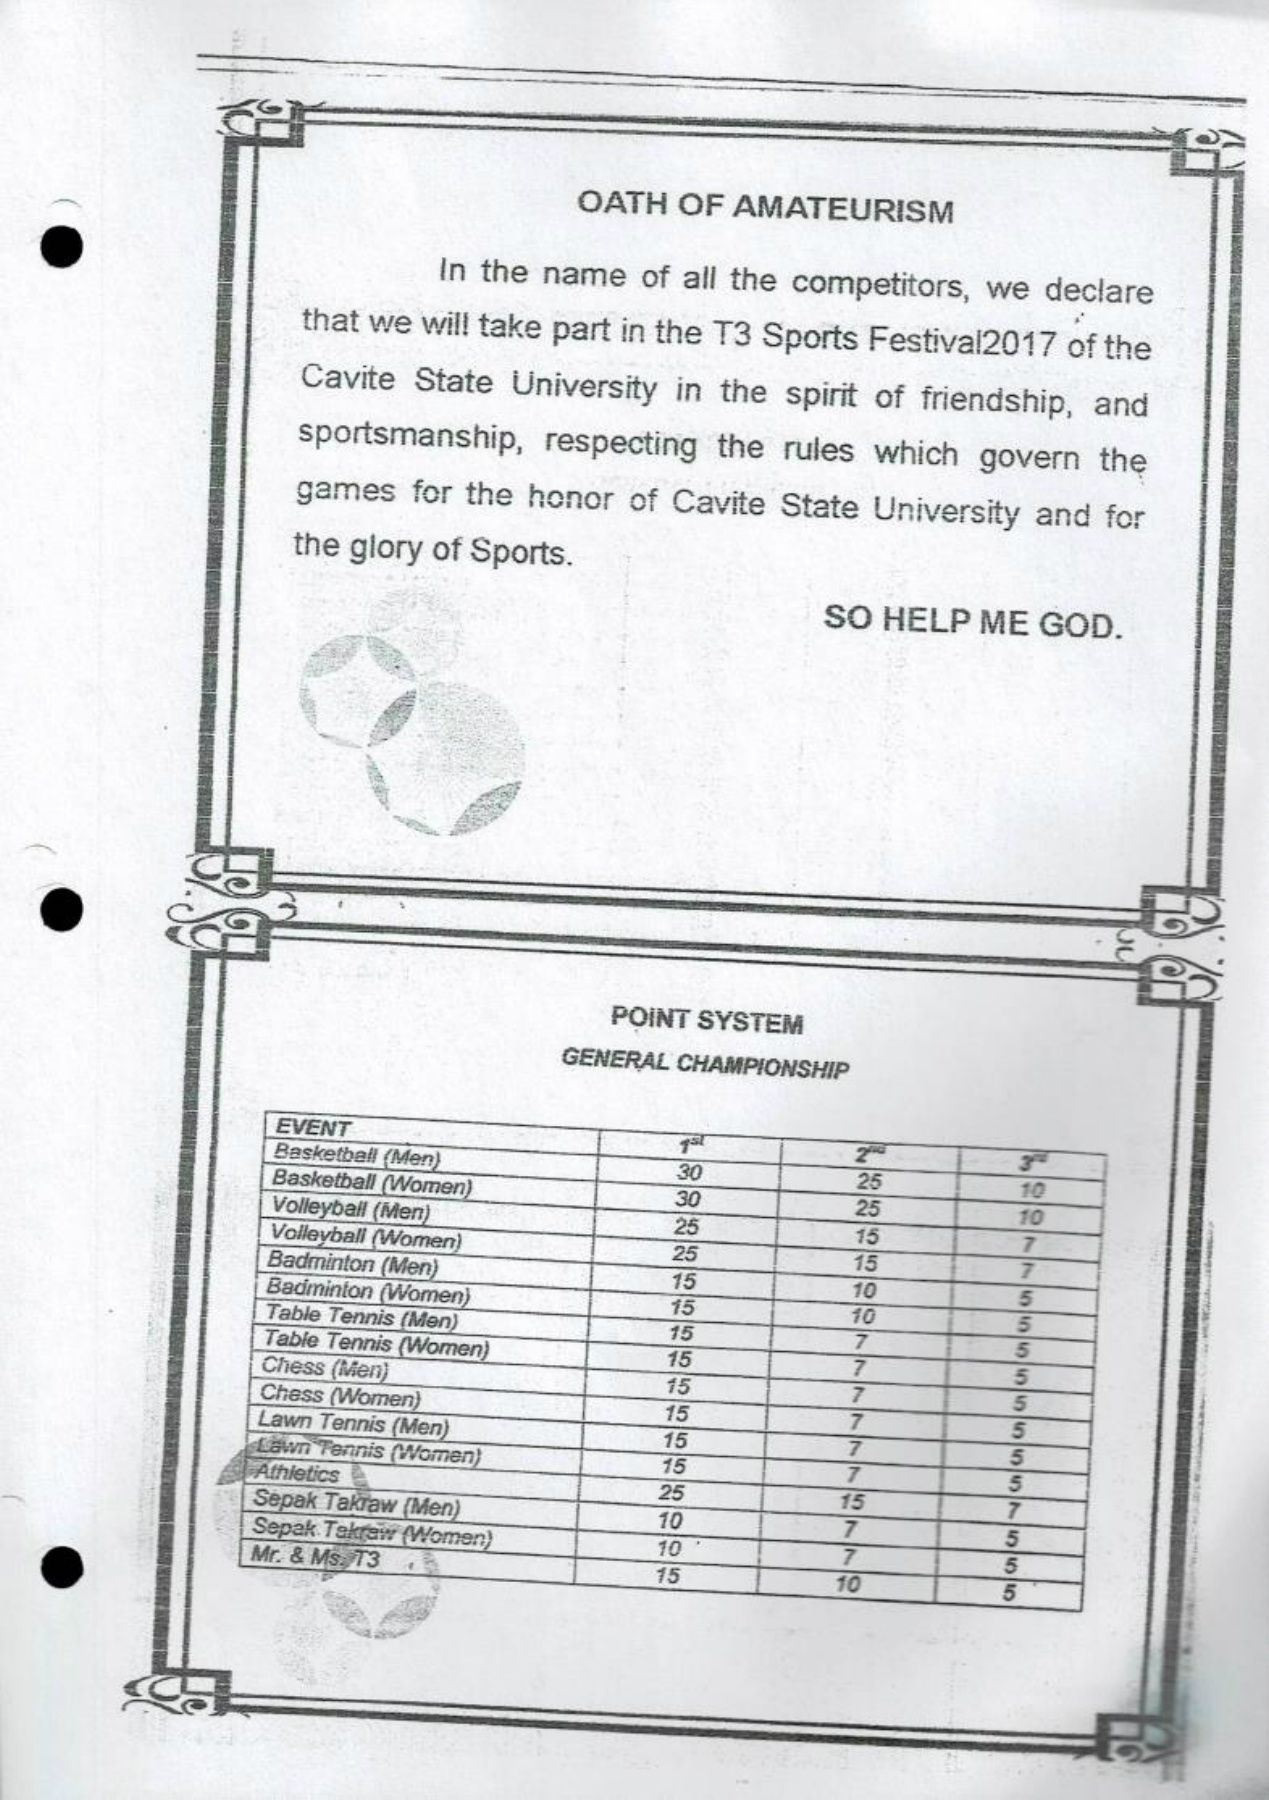 OATH OF AMATEURISM
In the name of all the competitors, we declare
that we will take part in the T3 Sports Festival2017 of the
Cavite State University in the spirit of friendship, and
sportsmanship, respecting the rules which govern the
games for the honor of Cavite State University and for
the glory of Sports.
SO HELP ME GOD.
POINT SYSTEM
GENERAL CHAMPIONSHIP
EVENT 1st 2nd 3rd
Basketball (Men) 30 25 10
Basketball (Women) 30 25 10
Volleyball (Men) 25 15 7
Volleyball (Women) 25 15 7
Badminton (Men) 15 10 5
Badminton (Women) 15 10 5
Table Tennis (Men) 15 7 5
Table Tennis (Women) 15 7 5
Chess (Men) 15 7 5
Chess (Women) 15 7 5
Lawn Tennis (Men) 15 7 5
Lawn Tennis (Women) 15 7 5
Athletics 25 15 7
Sepak Takraw (Men) 10 7 5
Sepak Takraw (Women) 10 7 5
Mr. & Ms. T3 15 10 5